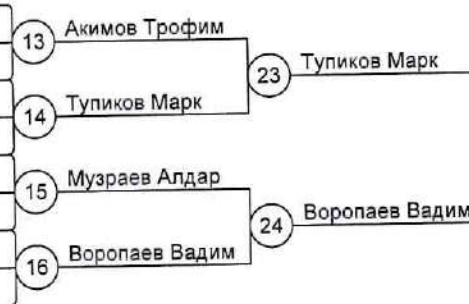 13 Акимов Трофим
23 Тупиков Марк
14 Тупиков Марк
15 Музраев Алдар
24 Воропаев Вадим
16 Воропаев Вадим